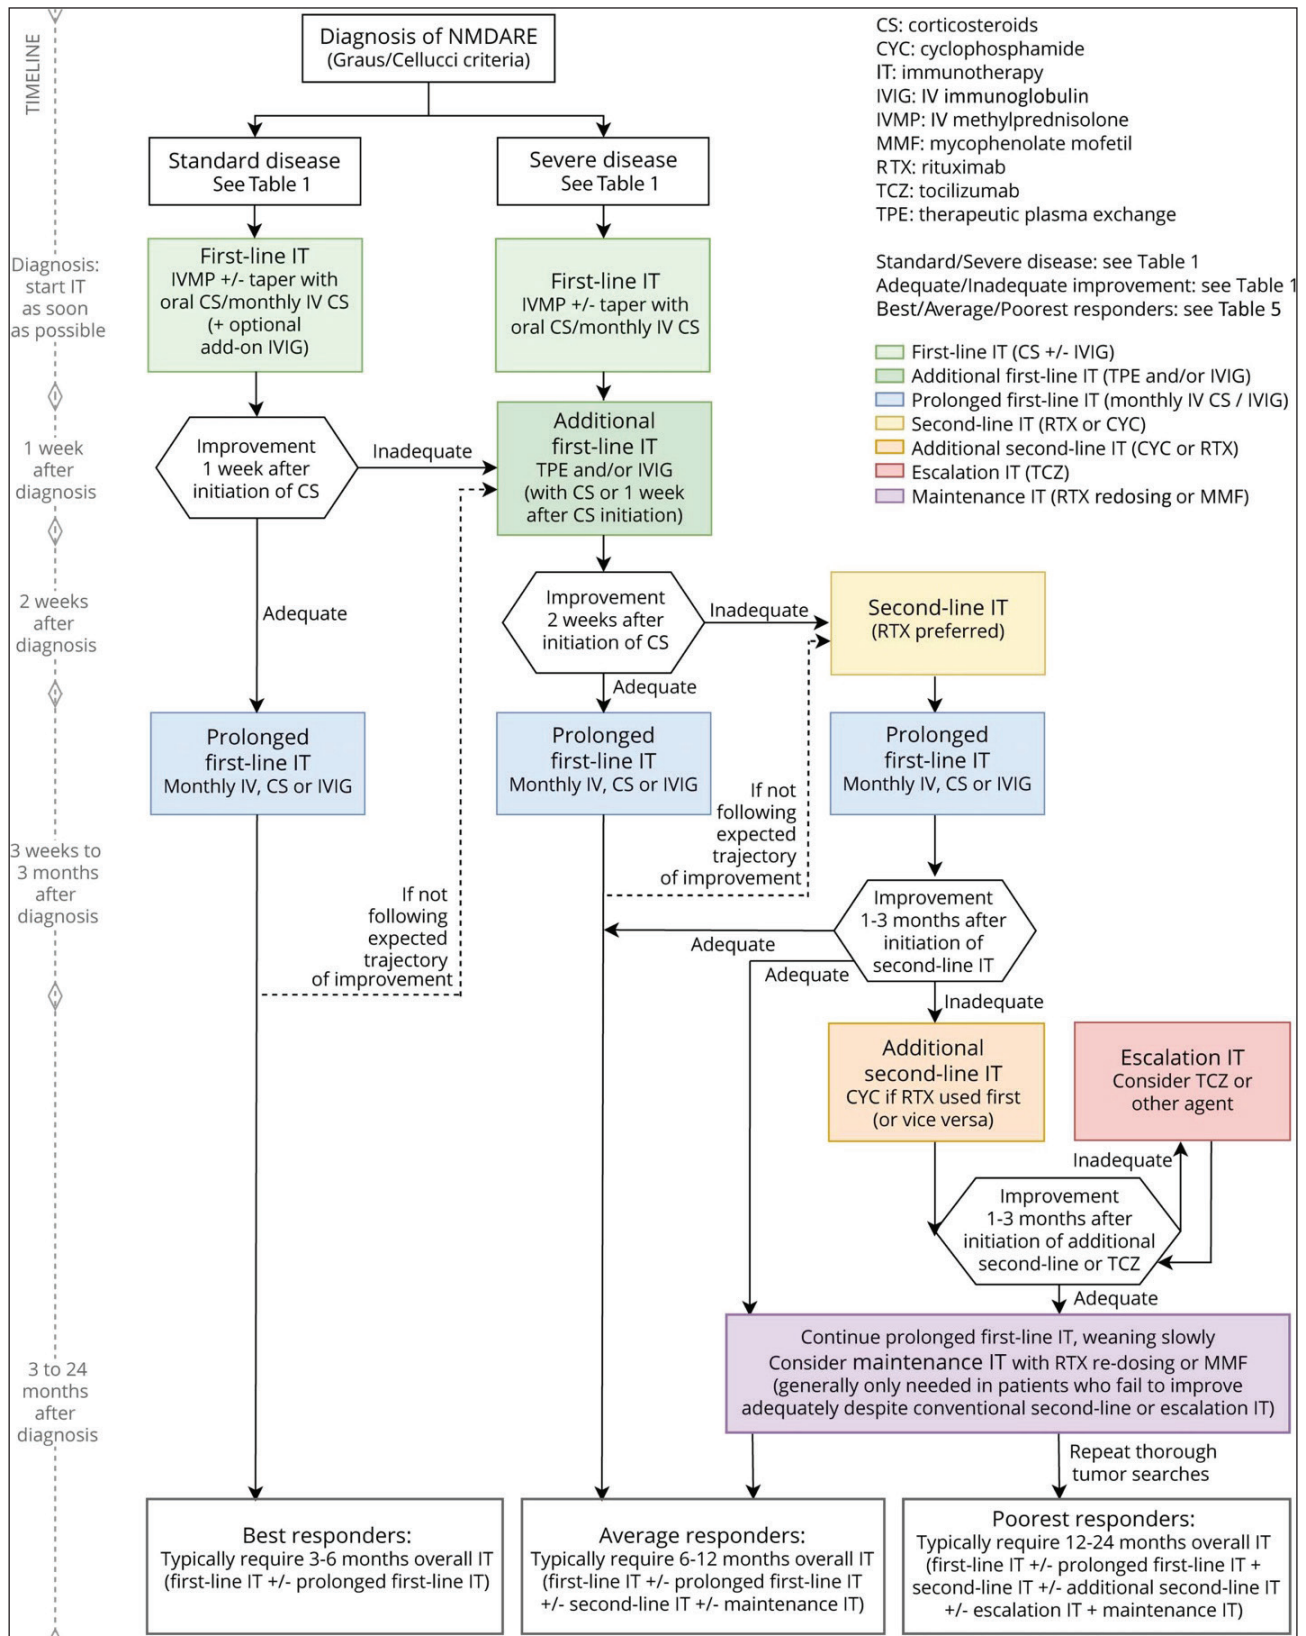 TIMELINE
Diagnosis of NMDARE
(Graus/Cellucci criteria)
CS: corticosteroids
CYC: cyclophosphamide
IT: immunotherapy
IVIG: IV immunoglobulin
IVMP: IV methylprednisolone
MMF: mycophenolate mofetil
RTX: rituximab
TCZ: tocilizumab
TPE: therapeutic plasma exchange
Standard/Severe disease: see Table 1
Adequate/Inadequate improvement: see Table 1
Best/Average/Poorest responders: see Table 5
First-line IT (CS +/- IVIG)
Additional first-line IT (TPE and/or IVIG)
Prolonged first-line IT (monthly IV CS / IVIG)
Second-line IT (RTX or CYC)
Additional second-line IT (CYC or RTX)
Escalation IT (TCZ)
Maintenance IT (RTX redosing or MMF)
Standard disease
See Table 1
Severe disease
See Table 1
Diagnosis:
start IT
as soon
as possible
First-line IT
IVMP +/- taper with
oral CS/monthly IV CS
(+ optional
add-on IVIG)
First-line IT
IVMP +/- taper with
oral CS/monthly IV CS
1 week
after
diagnosis
Improvement
1 week after
initiation of CS
Inadequate
Additional
first-line IT
TPE and/or IVIG
(with CS or 1 week
after CS initiation)
2 weeks
after
diagnosis
Adequate
Improvement
2 weeks after
initiation of CS
Inadequate
Second-line IT
(RTX preferred)
Adequate
Prolonged
first-line IT
Monthly IV, CS or IVIG
Prolonged
first-line IT
Monthly IV, CS or IVIG
Prolonged
first-line IT
Monthly IV, CS or IVIG
3 weeks to
3 months
after
diagnosis
If not
following
expected
trajectory
of improvement
If not
following
expected
trajectory
of improvement
Improvement
1-3 months after
initiation of
second-line IT
Adequate
Adequate
Inadequate
Additional
second-line IT
CYC if RTX used first
(or vice versa)
Escalation IT
Consider TCZ or
other agent
Inadequate
Improvement
1-3 months after
initiation of additional
second-line or TCZ
Adequate
3 to 24
months
after
diagnosis
Continue prolonged first-line IT, weaning slowly
Consider maintenance IT with RTX re-dosing or MMF
(generally only needed in patients who fail to improve
adequately despite conventional second-line or escalation IT)
Repeat thorough
tumor searches
Best responders:
Typically require 3-6 months overall IT
(first-line IT +/- prolonged first-line IT)
Average responders:
Typically require 6-12 months overall IT
(first-line IT +/- prolonged first-line IT
+/- second-line IT +/- maintenance IT)
Poorest responders:
Typically require 12-24 months overall IT
(first-line IT +/- prolonged first-line IT +
second-line IT +/- additional second-line IT
+/- escalation IT + maintenance IT)